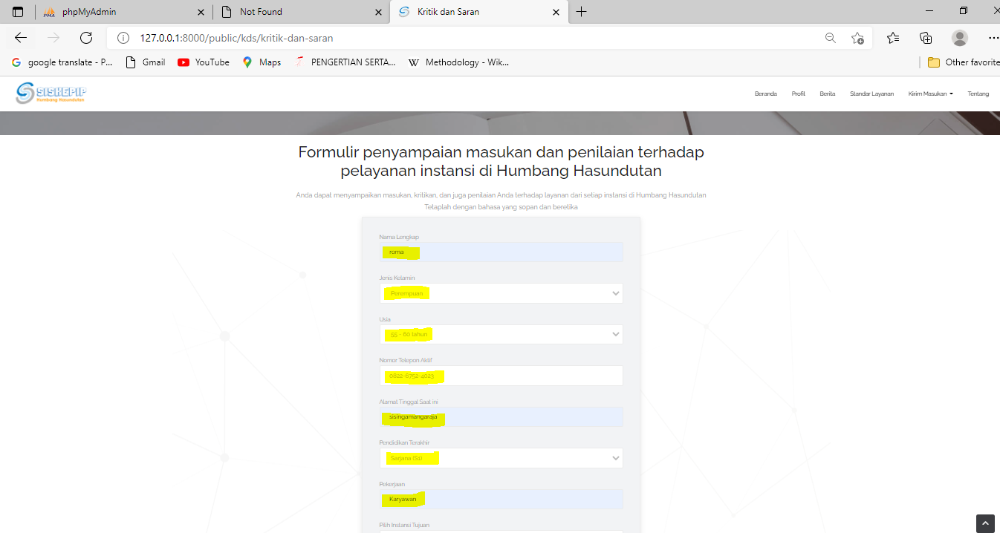 phpMyAdmin
Not Found
Kritik dan Saran
127.0.0.1:8000/public/kds/kritik-dan-saran
google translate - P...
Gmail
YouTube
Maps
PENGERTIAN SERTA...
Methodology - Wik...
Other favorite
SISKEPIP
Humbang Hasundutan
Beranda
Profil
Berita
Standar Layanan
Kirim Masukan
Tentang
Formulir penyampaian masukan dan penilaian terhadap
pelayanan instansi di Humbang Hasundutan
Anda dapat menyampaikan masukan, kritikan, dan juga penilaian Anda terhadap layanan dari setiap instansi di Humbang Hasundutan
Tetaplah dengan bahasa yang sopan dan beretika
Nama Lengkap
roma
Jenis Kelamin
Perempuan
Usia
55 - 60 tahun
Nomor Telepon Aktif
0822-6752-4023
Alamat Tinggal Saat ini
sisingamangaraja
Pendidikan Terakhir
Sarjana (S1)
Pekerjaan
Karyawan
Pilih Instansi Tujuan